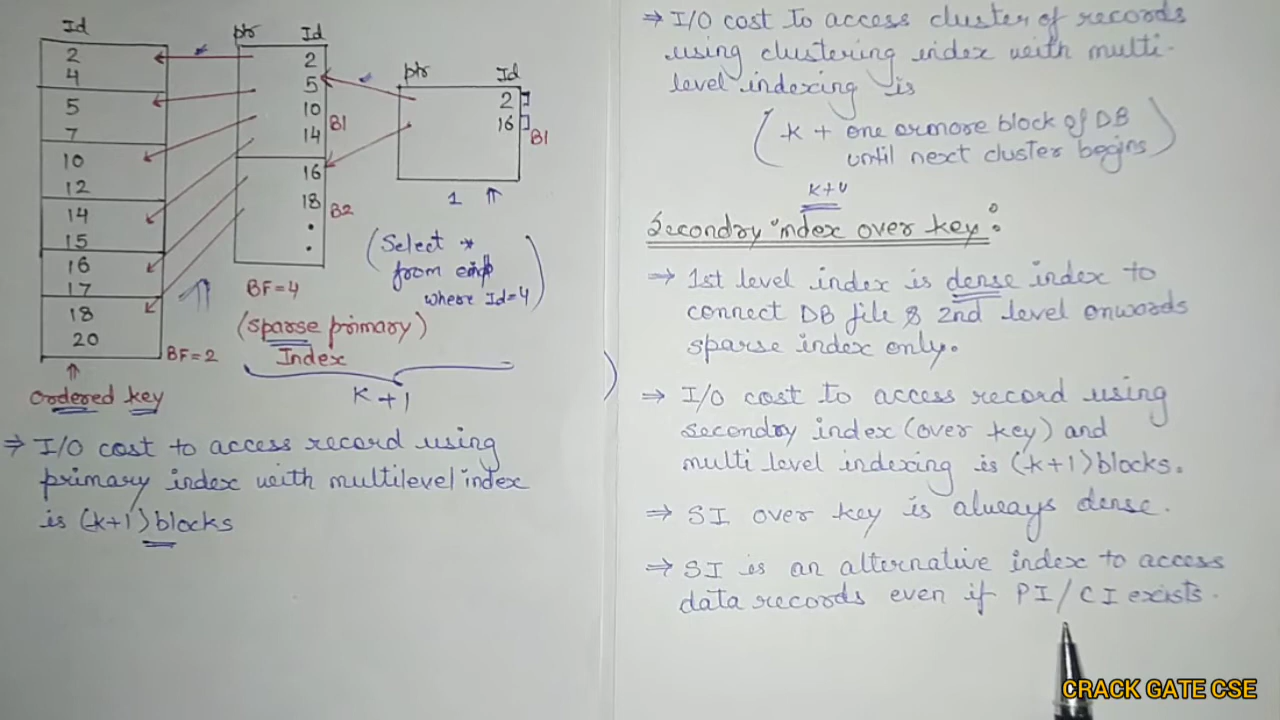 Id
2
4
5
7
10
12
14
15
16
17
18
20
BF=2
ordered key
ptr Id
2
5
10
14
B1
16
18
B2
BF=4
(sparse primary)
Index
ptr Id
2
16
B1
1
(Select *
from emp
where Id=4)
K+1
⇒ I/O cost to access record using
primary index with multilevel index
is (k+1) blocks
⇒ I/O cost to access cluster of records
using clustering index with multi-
level indexing is
(k + one or more block of DB
until next cluster begins)
Secondry index over key:
⇒ 1st level index is dense index to
connect DB file & 2nd level onwords
sparse index only.
⇒ I/O cost to access record using
secondry index (over key) and
multi level indexing is (k+1) blocks.
⇒ SI over key is always dense.
⇒ SI is an alternative index to access
data records even if PI/CI exists.
CRACK GATE CSE